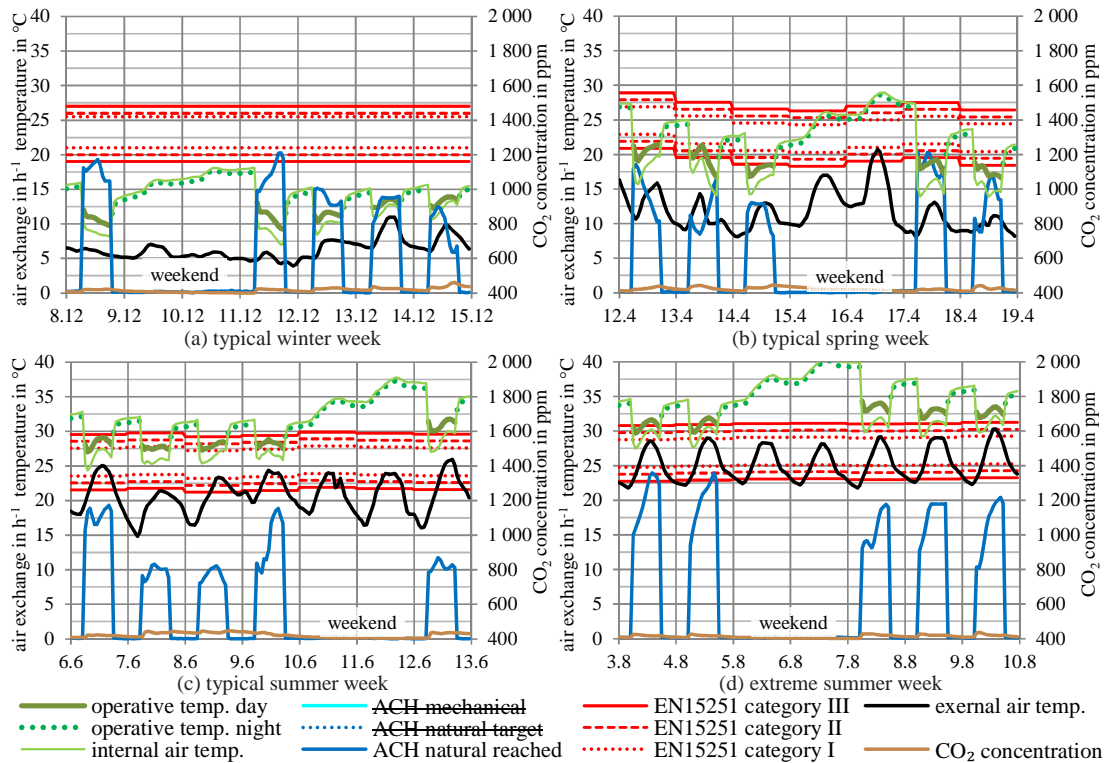 air exchange in h⁻¹ temperature in °C
40
35
30
25
20
15
10
5
0
2 000
1 800
1 600
1 400
1 200
1 000
800
600
400
CO₂ concentration in ppm
weekend
8.12 9.12 10.12 11.12 12.12 13.12 14.12 15.12
(a) typical winter week
air exchange in h⁻¹ temperature in °C
40
35
30
25
20
15
10
5
0
2 000
1 800
1 600
1 400
1 200
1 000
800
600
400
CO₂ concentration in ppm
weekend
12.4 13.4 14.4 15.4 16.4 17.4 18.4 19.4
(b) typical spring week
air exchange in h⁻¹ temperature in °C
40
35
30
25
20
15
10
5
0
2 000
1 800
1 600
1 400
1 200
1 000
800
600
400
CO₂ concentration in ppm
weekend
6.6 7.6 8.6 9.6 10.6 11.6 12.6 13.6
(c) typical summer week
air exchange in h⁻¹ temperature in °C
40
35
30
25
20
15
10
5
0
2 000
1 800
1 600
1 400
1 200
1 000
800
600
400
CO₂ concentration in ppm
weekend
3.8 4.8 5.8 6.8 7.8 8.8 9.8 10.8
(d) extreme summer week
operative temp. day
operative temp. night
internal air temp.
ACH mechanical
ACH natural target
ACH natural reached
EN15251 category III
EN15251 category II
EN15251 category I
exernal air temp.
CO₂ concentration